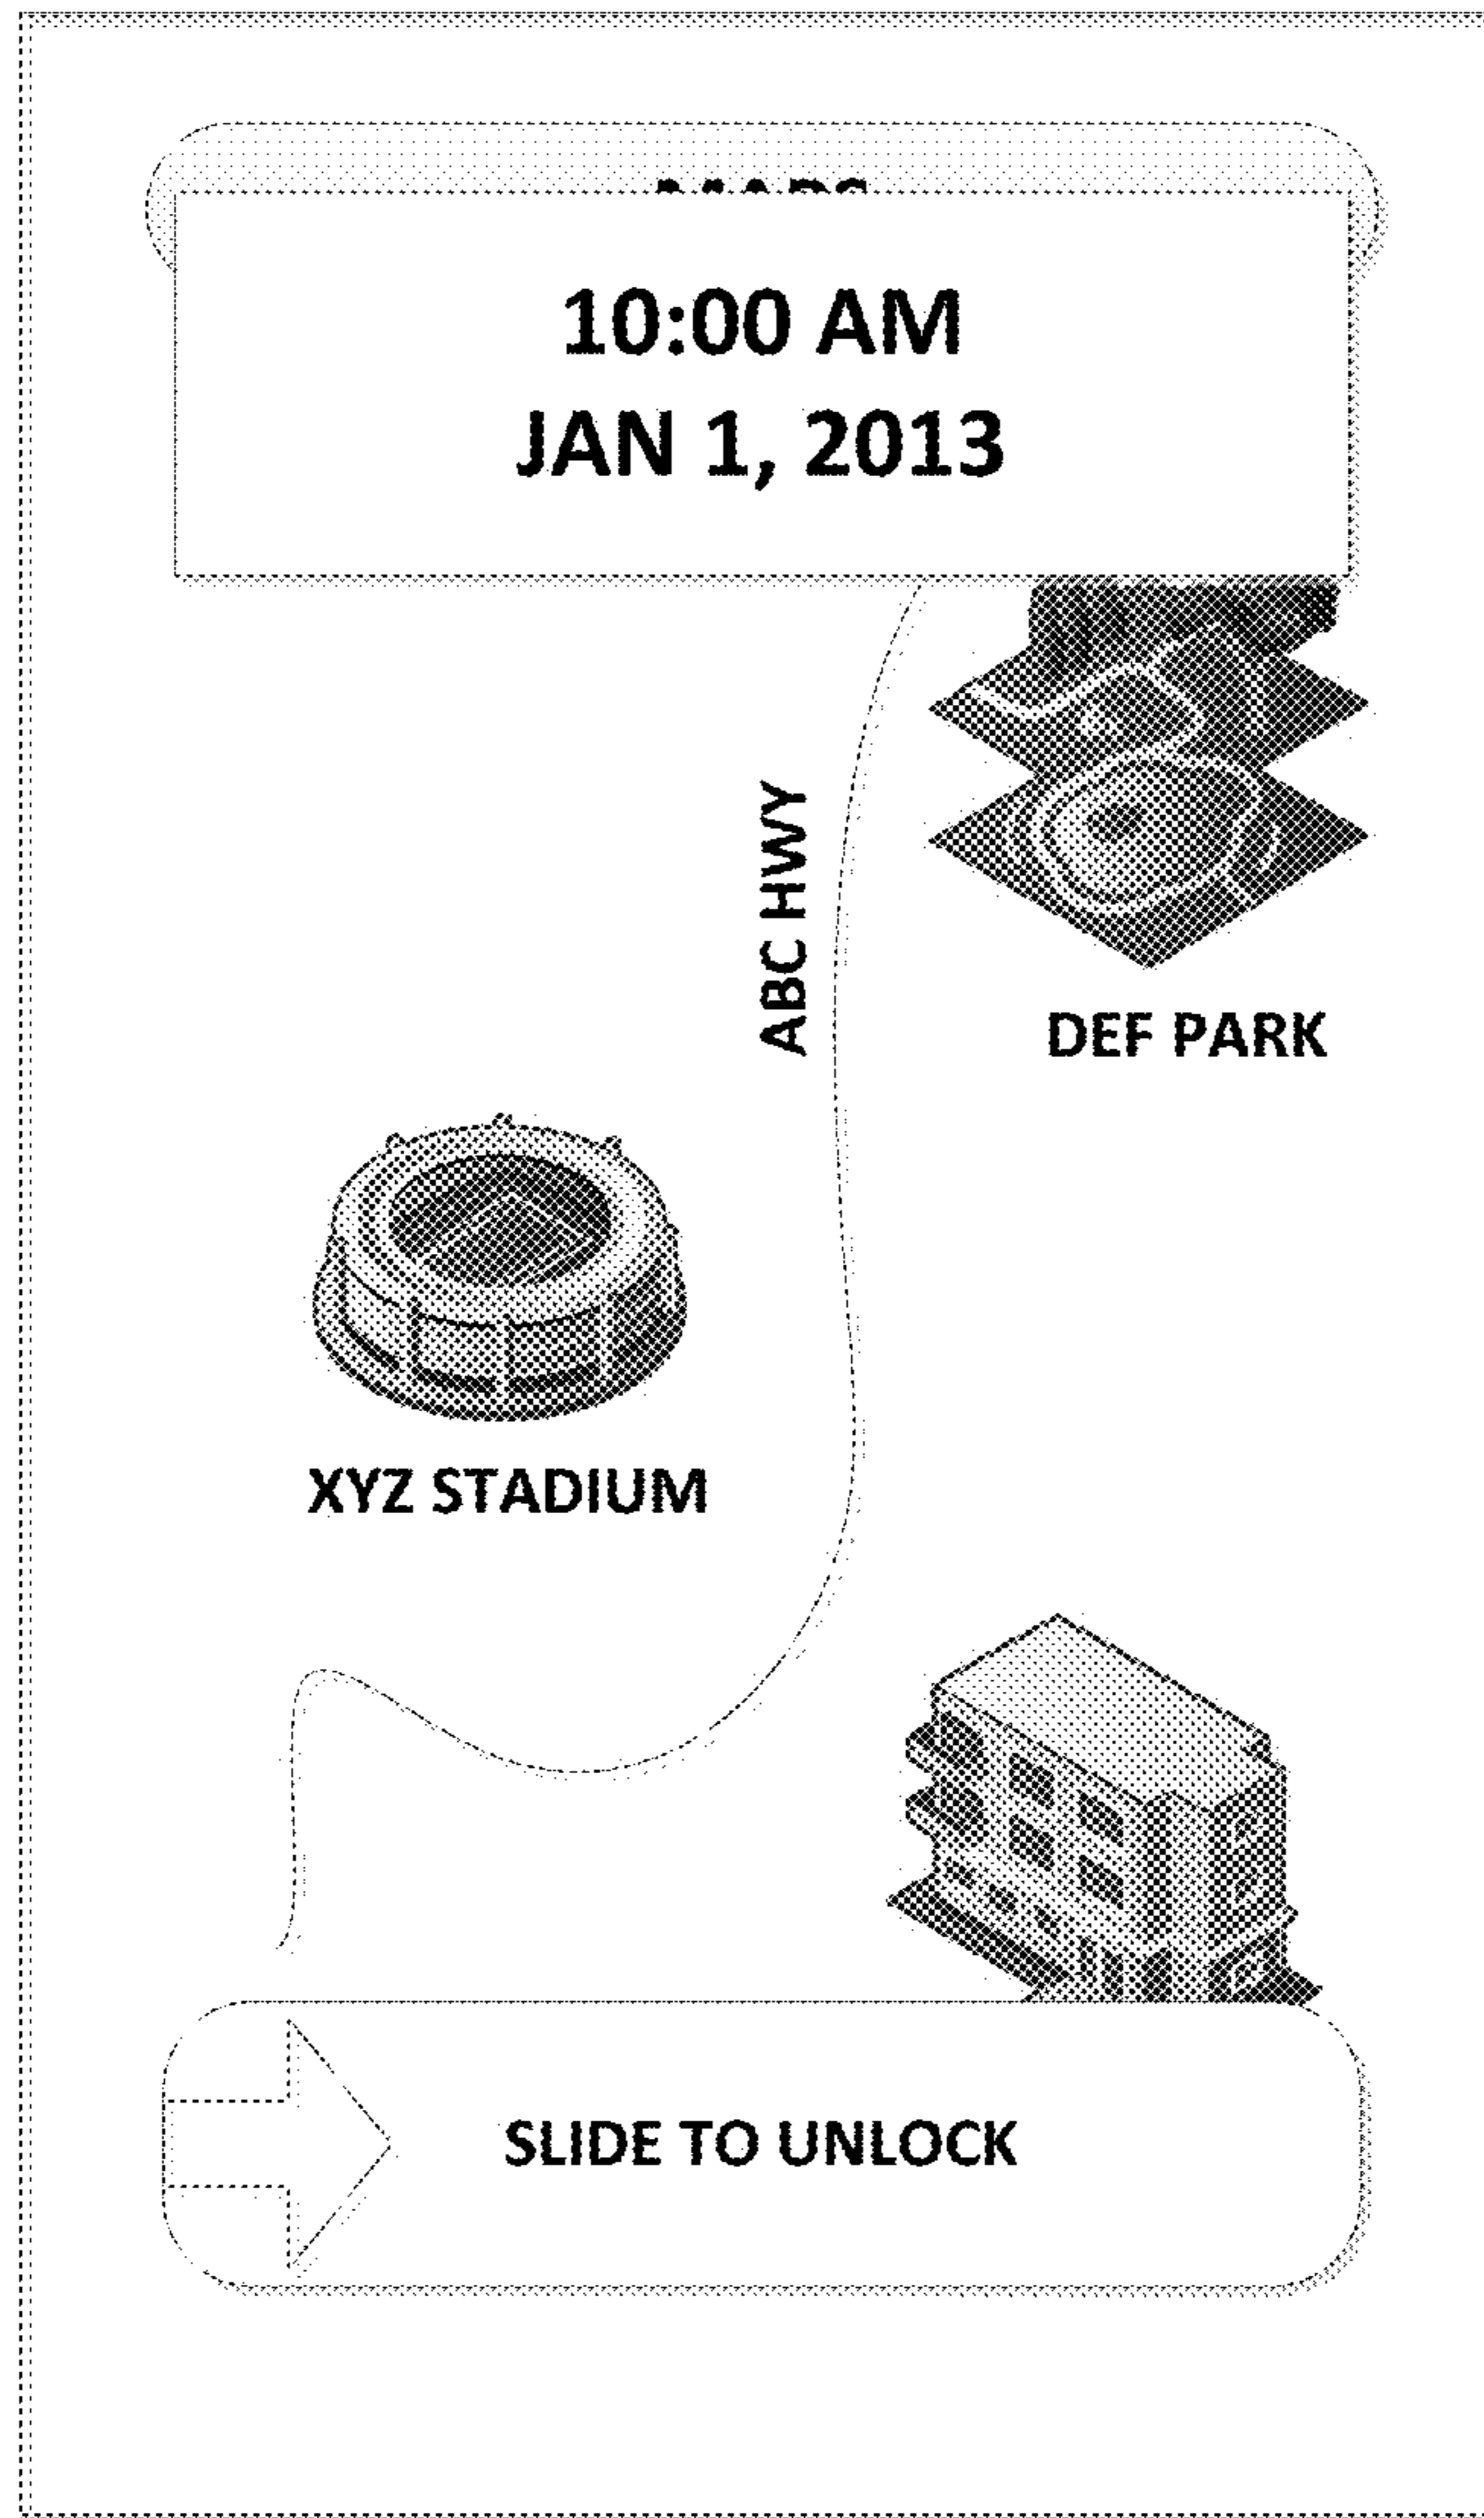 10:00 AM
JAN 1, 2013
ABC HWY
DEF PARK
XYZ STADIUM
SLIDE TO UNLOCK